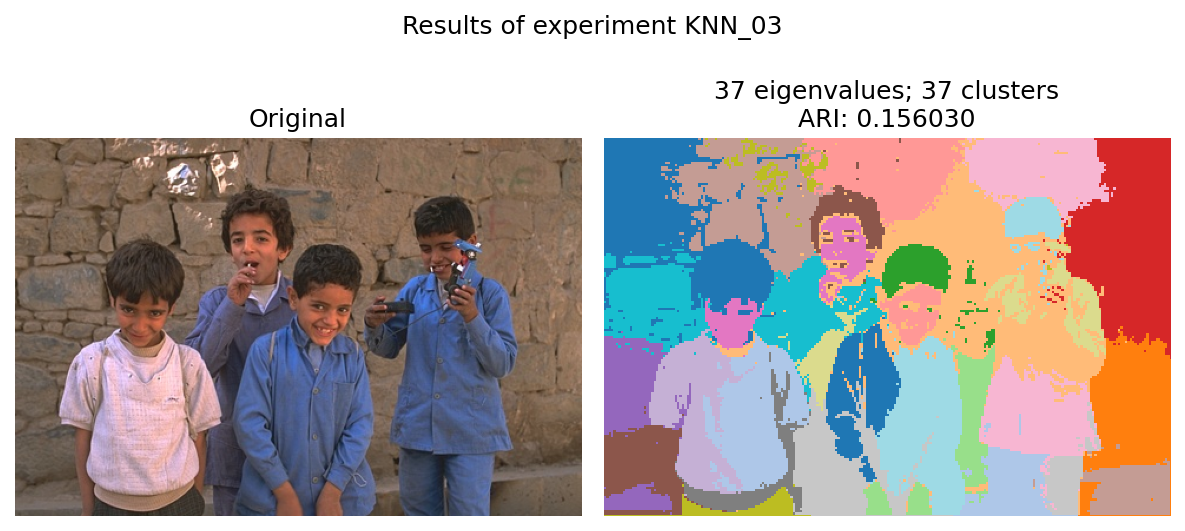 Results of experiment KNN_03
Original
37 eigenvalues; 37 clusters
ARI: 0.156030